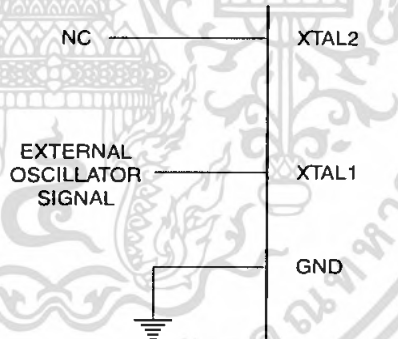 NC XTAL2
EXTERNAL
OSCILLATOR
SIGNAL
XTAL1
GND